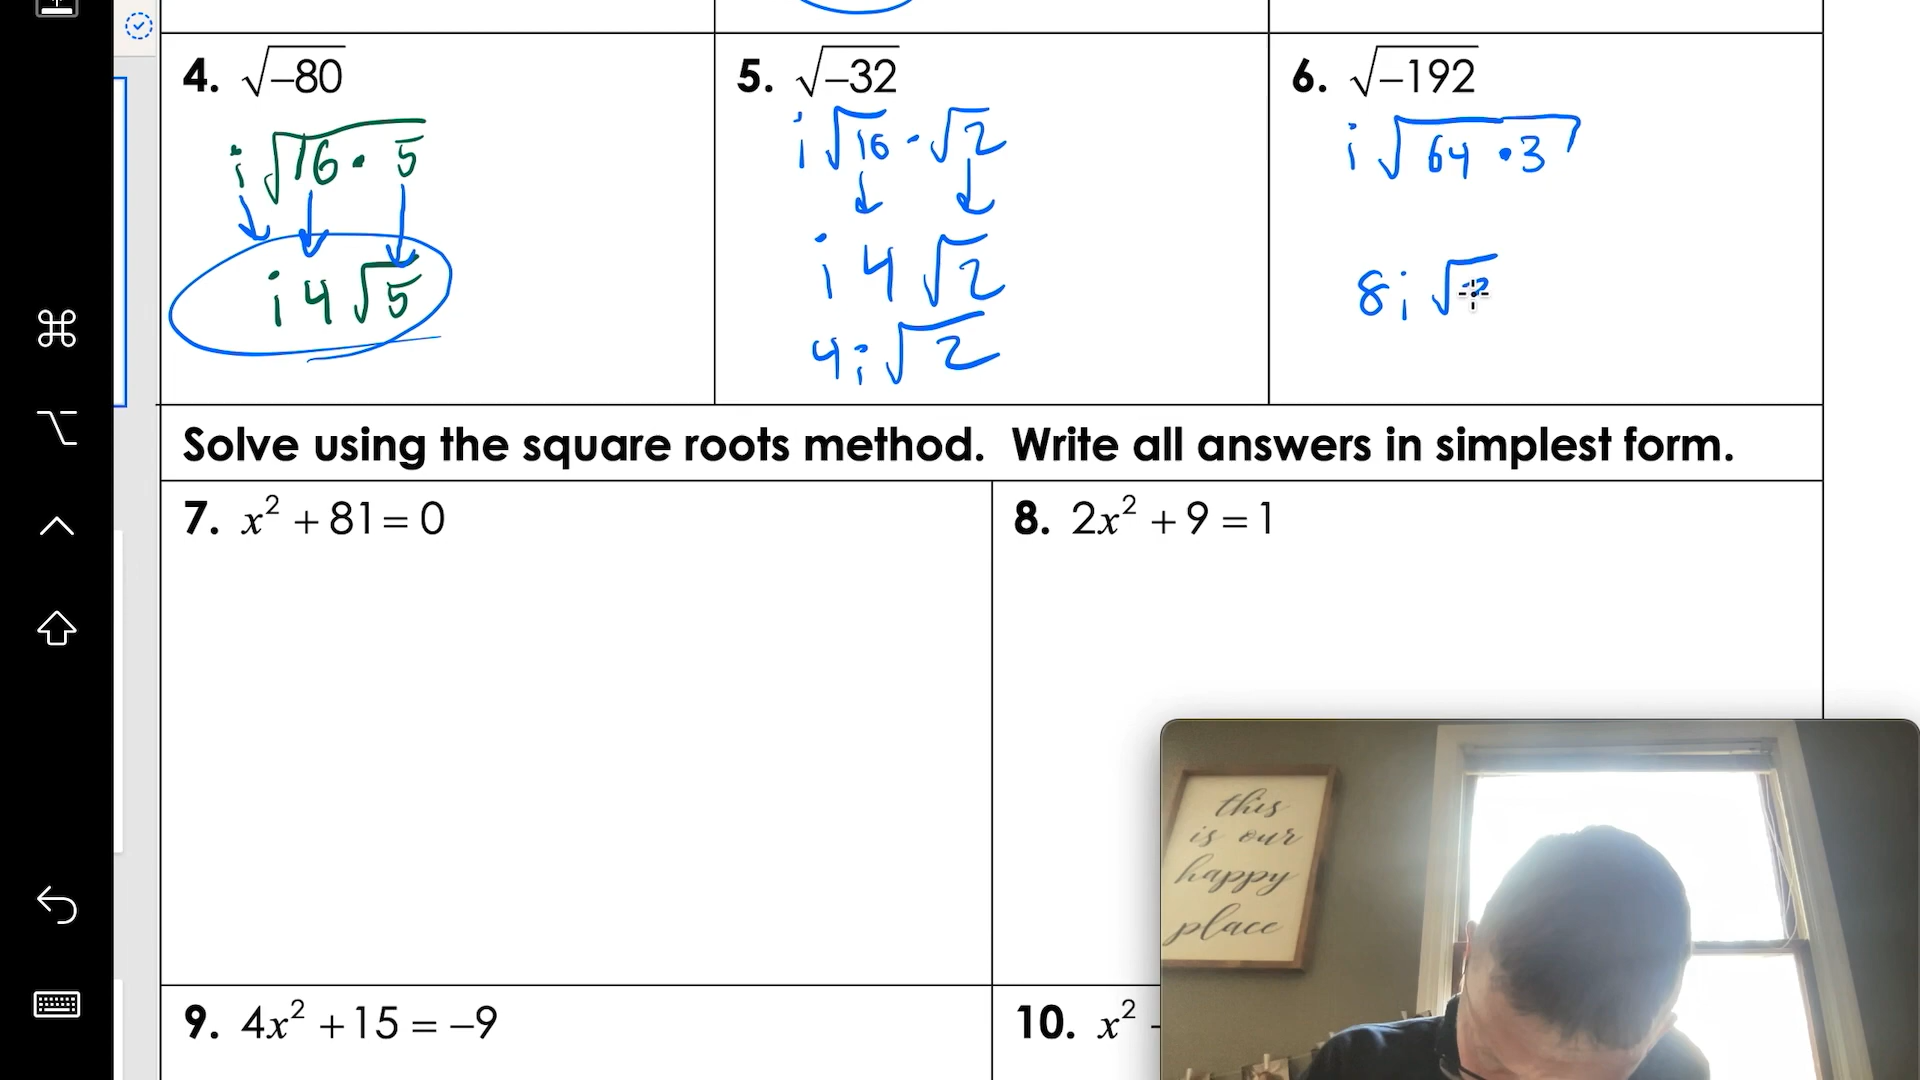 4. √–80
i√16 • 5
i 4 √5
5. √–32
i √16 • √2
i 4 √2
4i√2
6. √–192
i √64 • 3
8i √
Solve using the square roots method. Write all answers in simplest form.
7. x² + 81 = 0
8. 2x² + 9 = 1
9. 4x² + 15 = –9
10. x² -
this
is our
happy
place